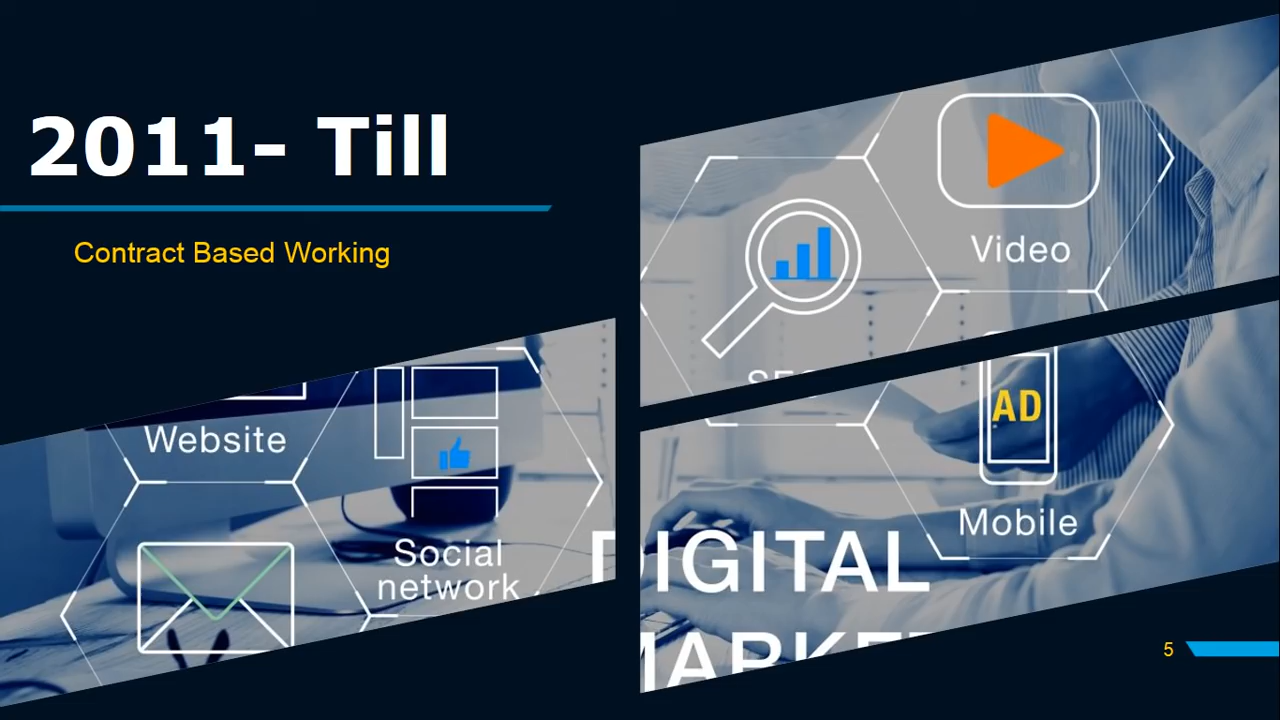 2011- Till
Contract Based Working
Video
Website
AD
Mobile
Social
network
DIGITAL
5